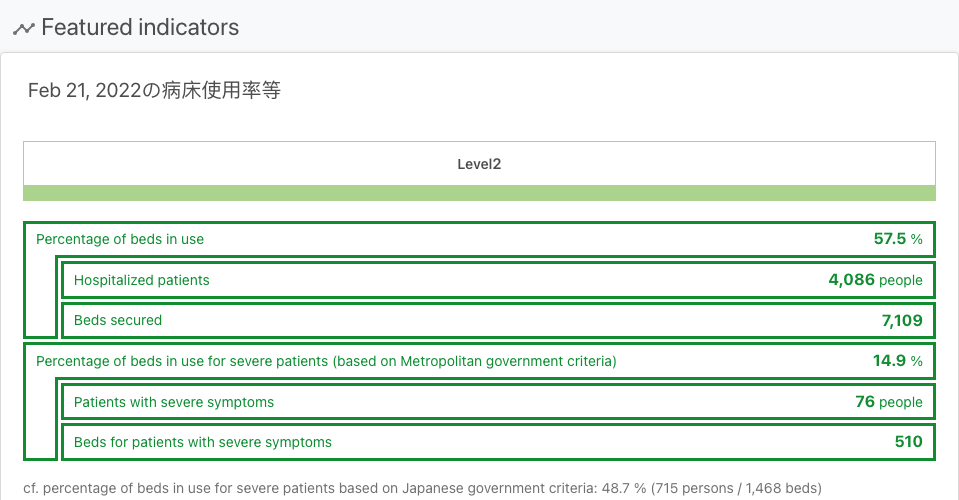 Featured indicators
Feb 21, 2022の病床使用率等
Level2
Percentage of beds in use 57.5 %
Hospitalized patients 4,086 people
Beds secured 7,109
Percentage of beds in use for severe patients (based on Metropolitan government criteria) 14.9 %
Patients with severe symptoms 76 people
Beds for patients with severe symptoms 510
cf. percentage of beds in use for severe patients based on Japanese government criteria: 48.7 % (715 persons / 1,468 beds)